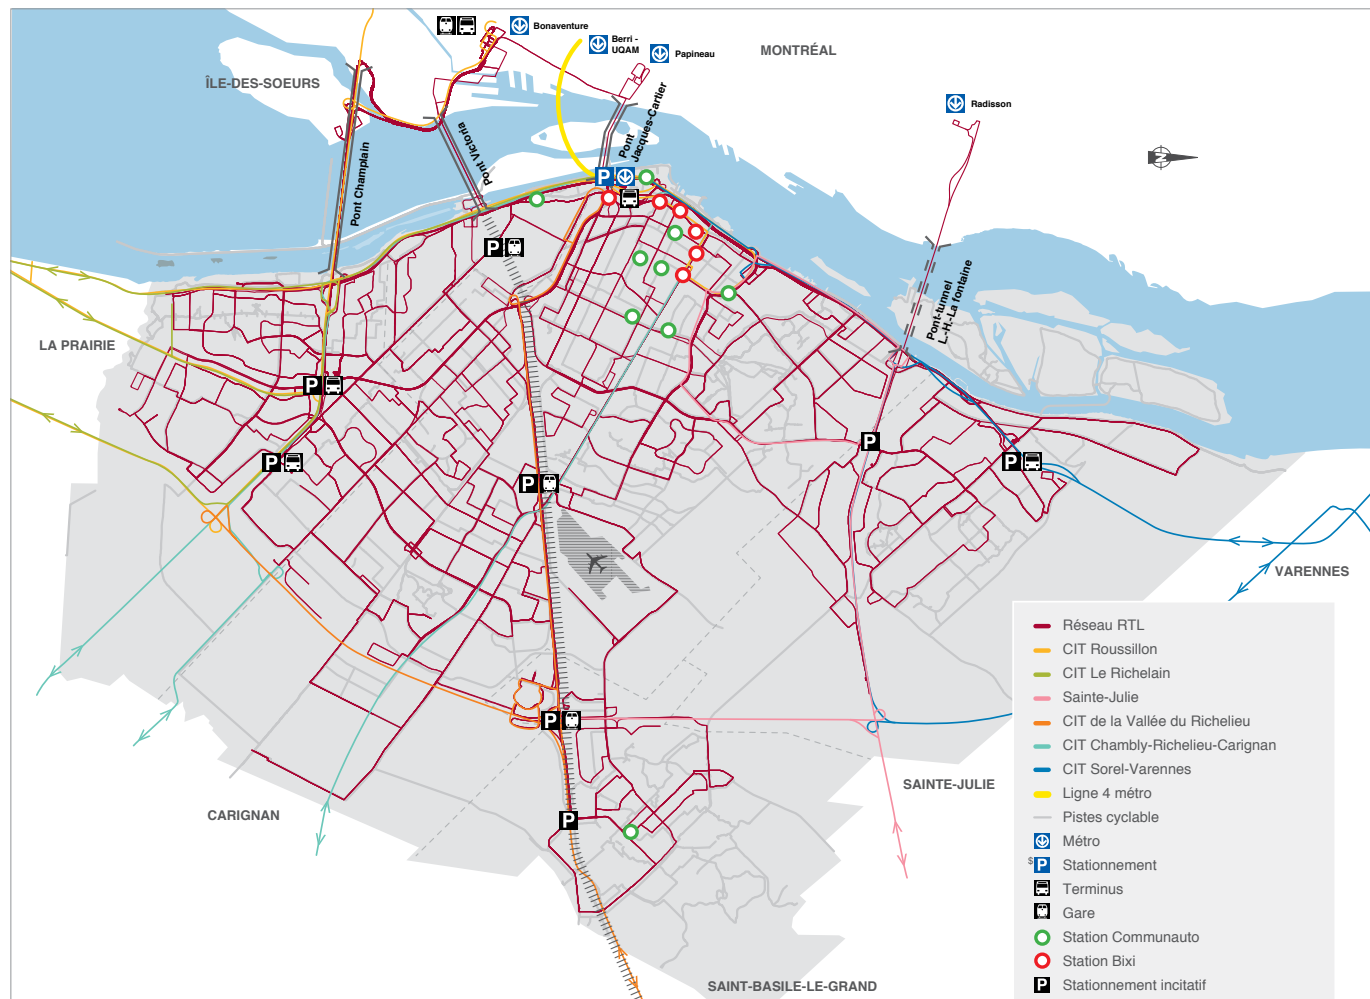 Bonaventure
Berri -
UQAM
Papineau
MONTRÉAL
ÎLE-DES-SOEURS
Radisson
Pont Champlain
Pont Victoria
Pont
Jacques-Cartier
P
N
P
Pont-tunnel
L.-H.-La fontaine
LA PRAIRIE
P
P
P
P
P
VARENNES
P
P
CARIGNAN
SAINTE-JULIE
SAINT-BASILE-LE-GRAND
Réseau RTL
CIT Roussillon
CIT Le Richelain
Sainte-Julie
CIT de la Vallée du Richelieu
CIT Chambly-Richelieu-Carignan
CIT Sorel-Varennes
Ligne 4 métro
Pistes cyclable
Métro
$ P Stationnement
Terminus
Gare
Station Communauto
Station Bixi
P Stationnement incitatif